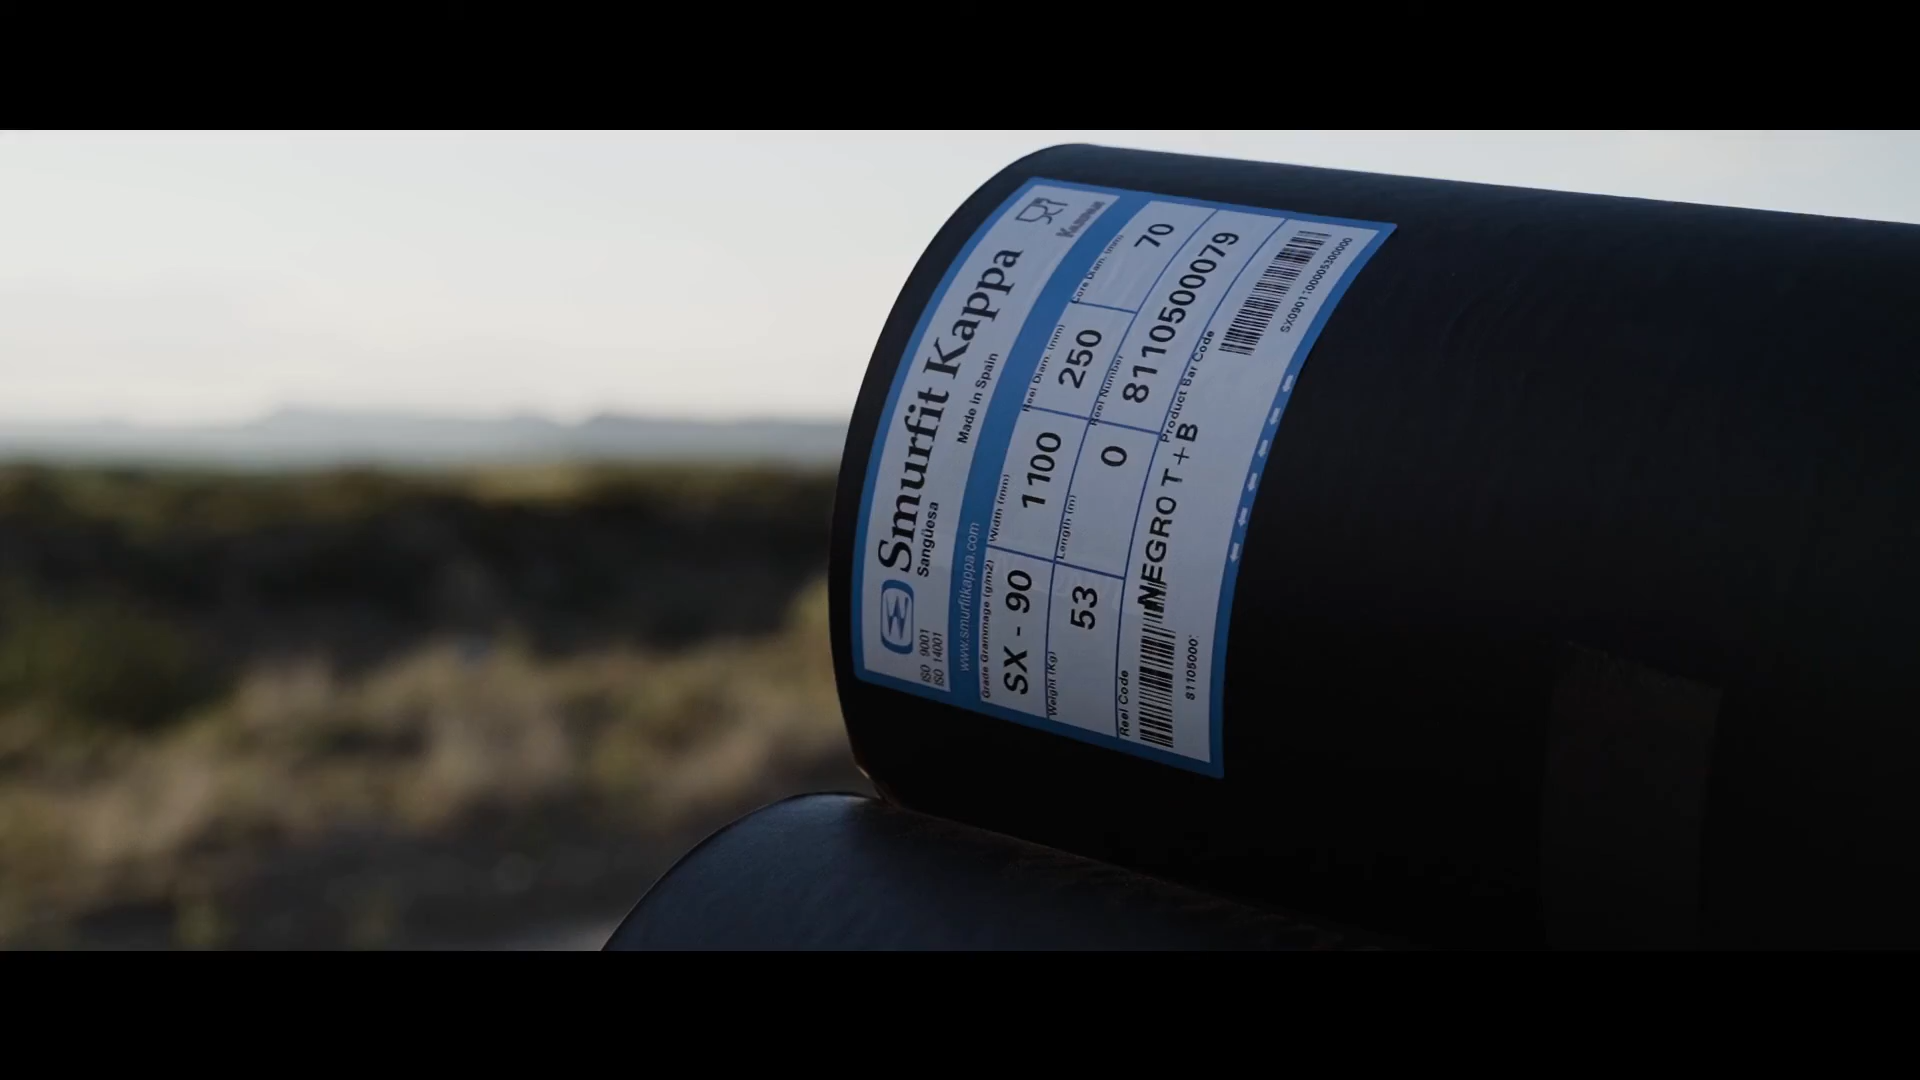 Smurfit Kappa
Sangüesa
Made in Spain
ISO 9001
ISO 14001
www.smurfitkappa.com
Grade Grammage (g/m2)
SX - 90
Width (mm)
1100
Reel Diam. (mm)
250
Core Diam. (mm)
70
Weight (Kg)
53
Length (m)
0
Reel Number
8110500079
Reel Code
NEGRO T+B
Product Bar Code
81105000